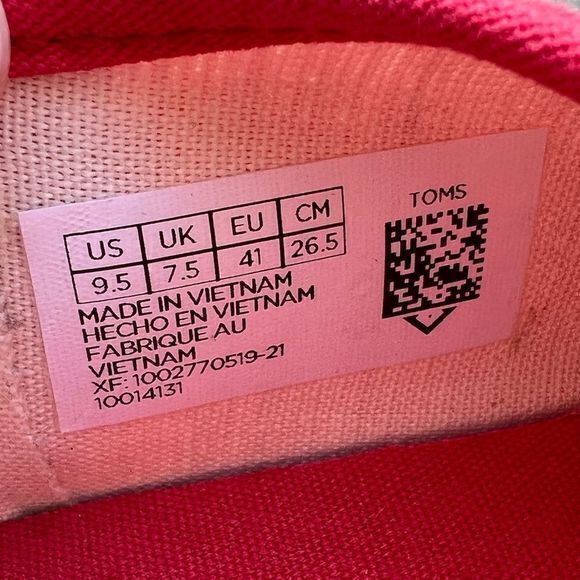 US UK EU CM
9.5 7.5 41 26.5
MADE IN VIETNAM
HECHO EN VIETNAM
FABRIQUE AU
VIETNAM
XF: 1002770519-21
10014131
TOMS